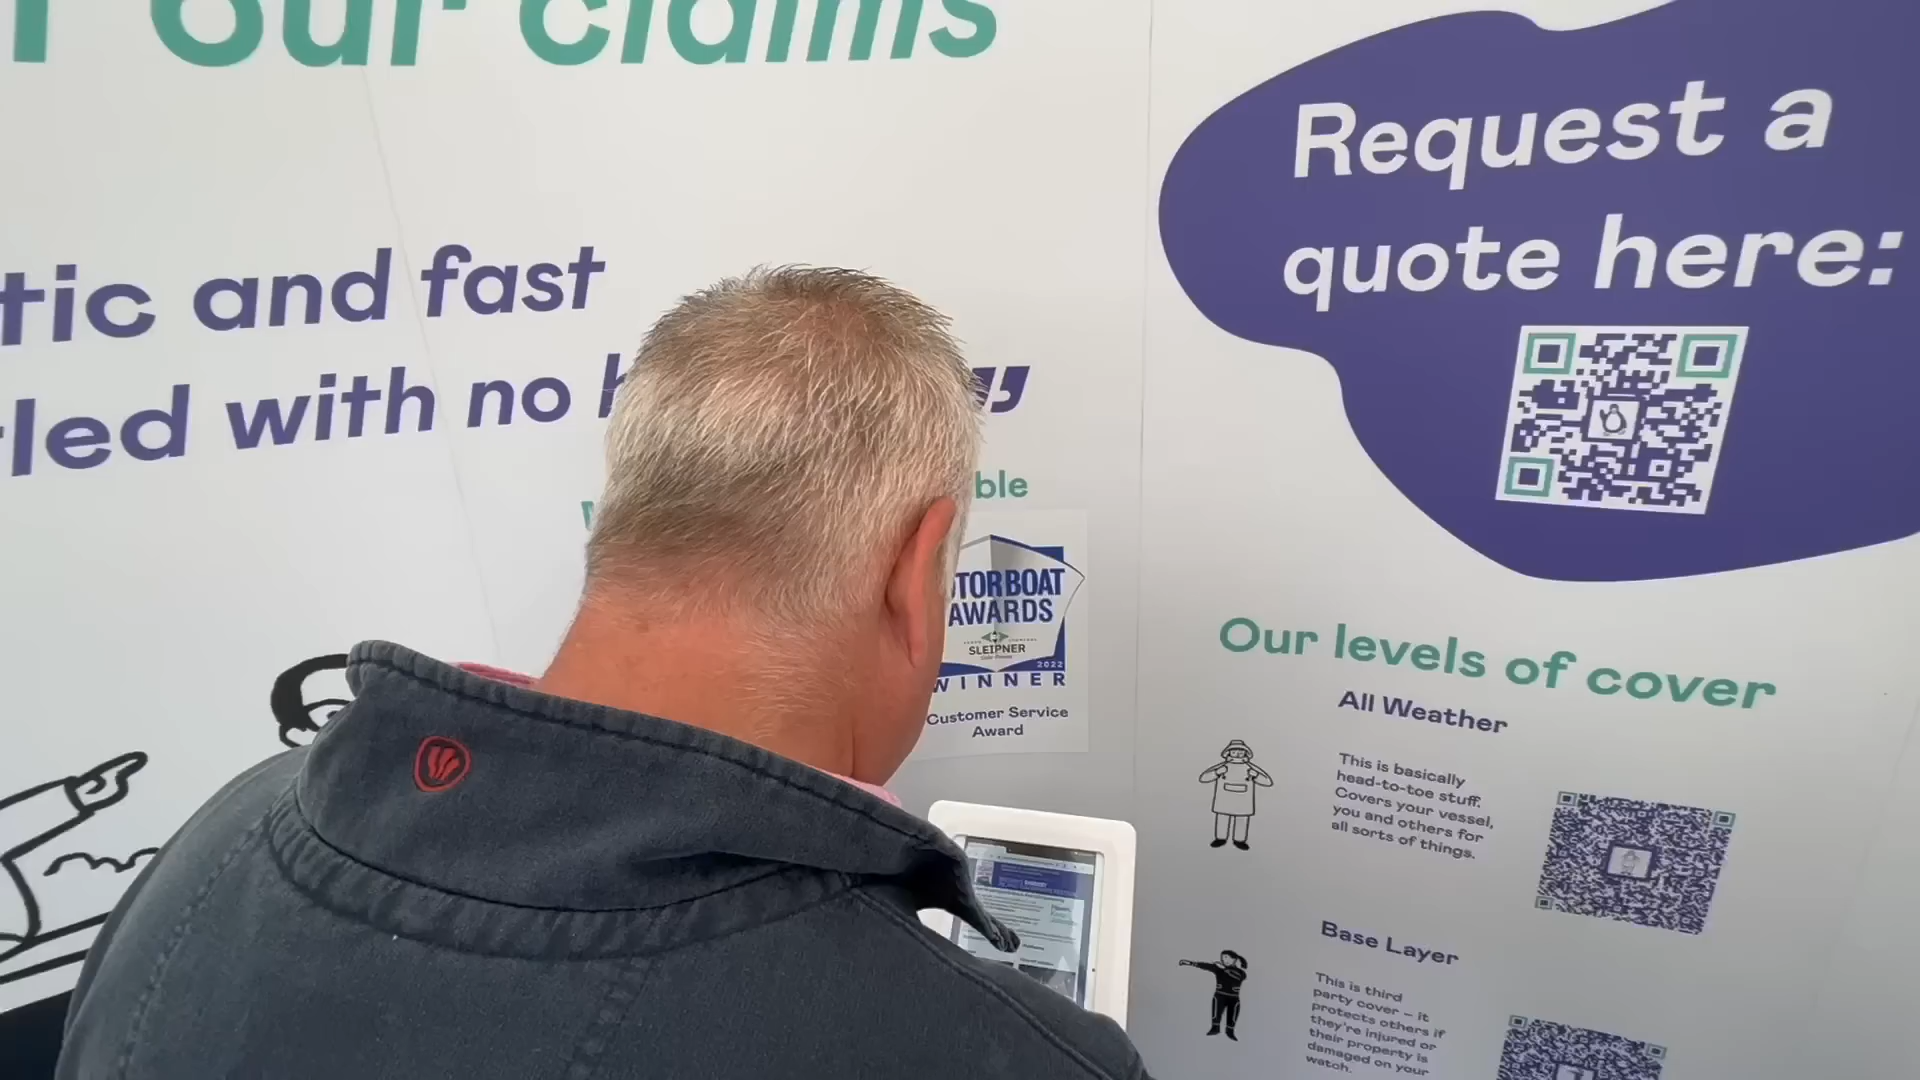 our claims
and fast
with no
ble
AWARDS
SLEIPNER
2022
WINNER
Customer Service
Award
Request a
quote here:
Our levels of cover
All Weather
This is basically
head-to-toe stuff.
Covers your vessel,
you and others for
all sorts of things.
Base Layer
This is third
party cover – it
protects others if
they're injured or
their property is
damaged on your
watch.